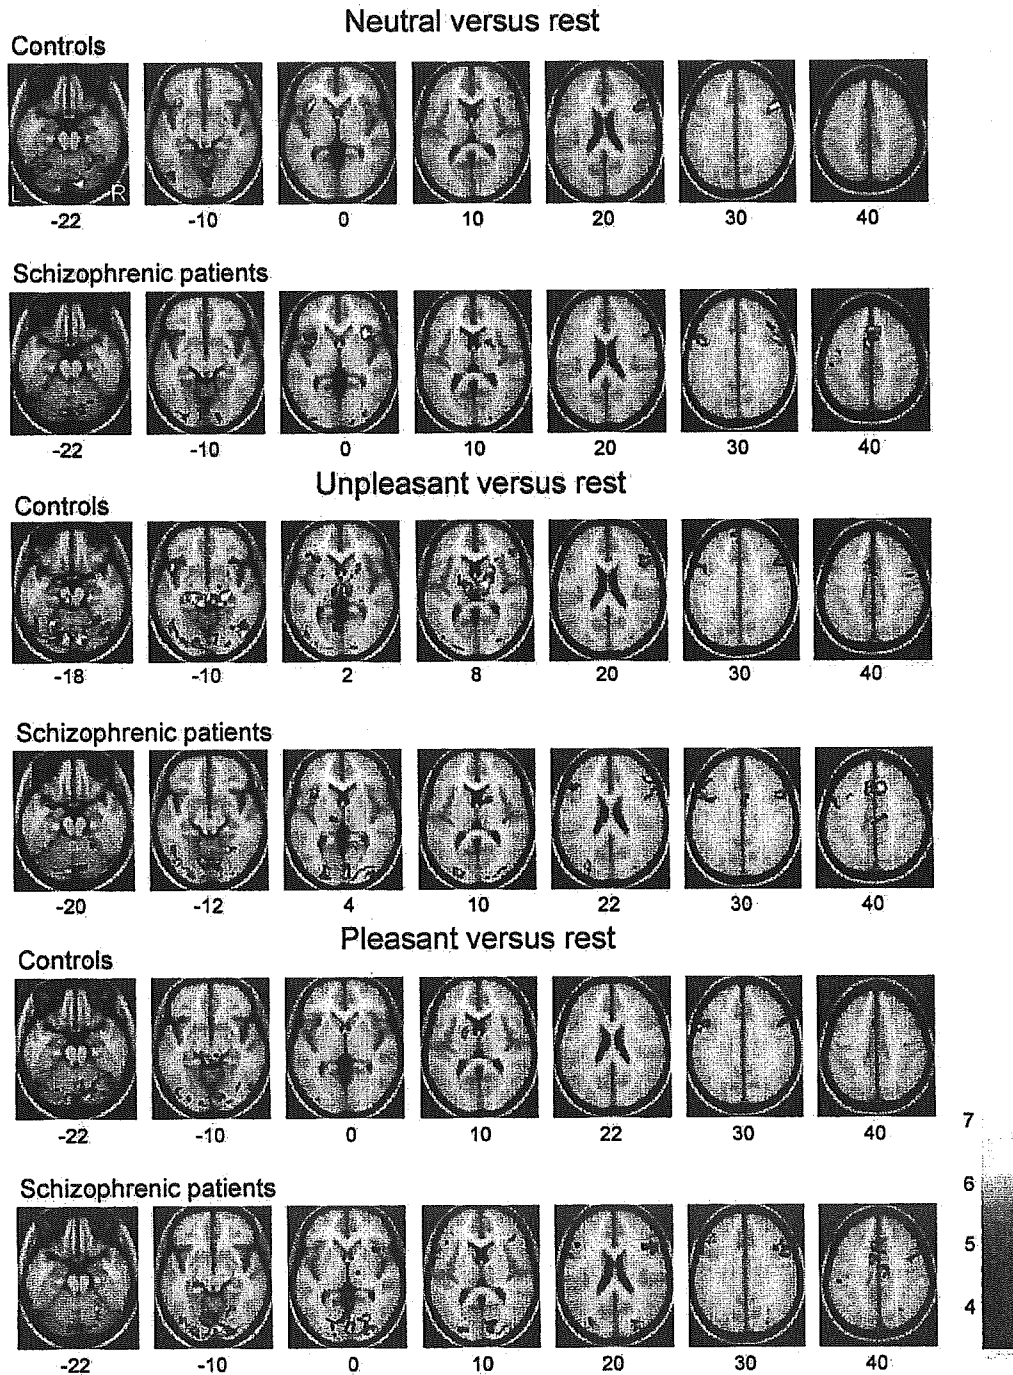 Neutral versus rest
Controls
L R
-22 -10 0 10 20 30 40
Schizophrenic patients
-22 -10 0 10 20 30 40
Unpleasant versus rest
Controls
-18 -10 2 8 20 30 40
Schizophrenic patients
-20 -12 4 10 22 30 40
Pleasant versus rest
Controls
-22 -10 0 10 22 30 40
Schizophrenic patients
-22 -10 0 10 20 30 40
7
6
5
4